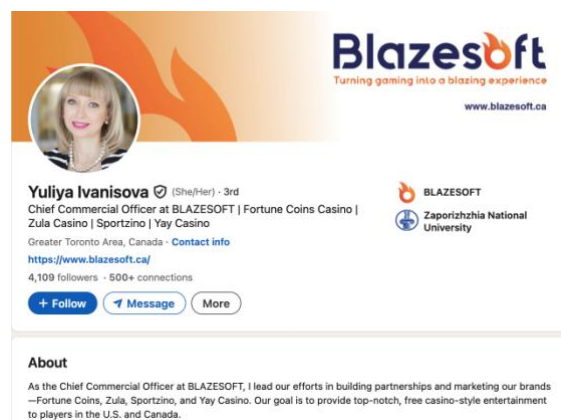 Blazesoft
Turning gaming into a blazing experience
www.blazesoft.ca
Yuliya Ivanisova (She/Her) · 3rd
Chief Commercial Officer at BLAZESOFT | Fortune Coins Casino |
Zula Casino | Sportzino | Yay Casino
Greater Toronto Area, Canada · Contact info
https://www.blazesoft.ca/
4,109 followers · 500+ connections
+ Follow Message More
BLAZESOFT
Zaporizhzhia National
University
About
As the Chief Commercial Officer at BLAZESOFT, I lead our efforts in building partnerships and marketing our brands
—Fortune Coins, Zula, Sportzino, and Yay Casino. Our goal is to provide top-notch, free casino-style entertainment
to players in the U.S. and Canada.